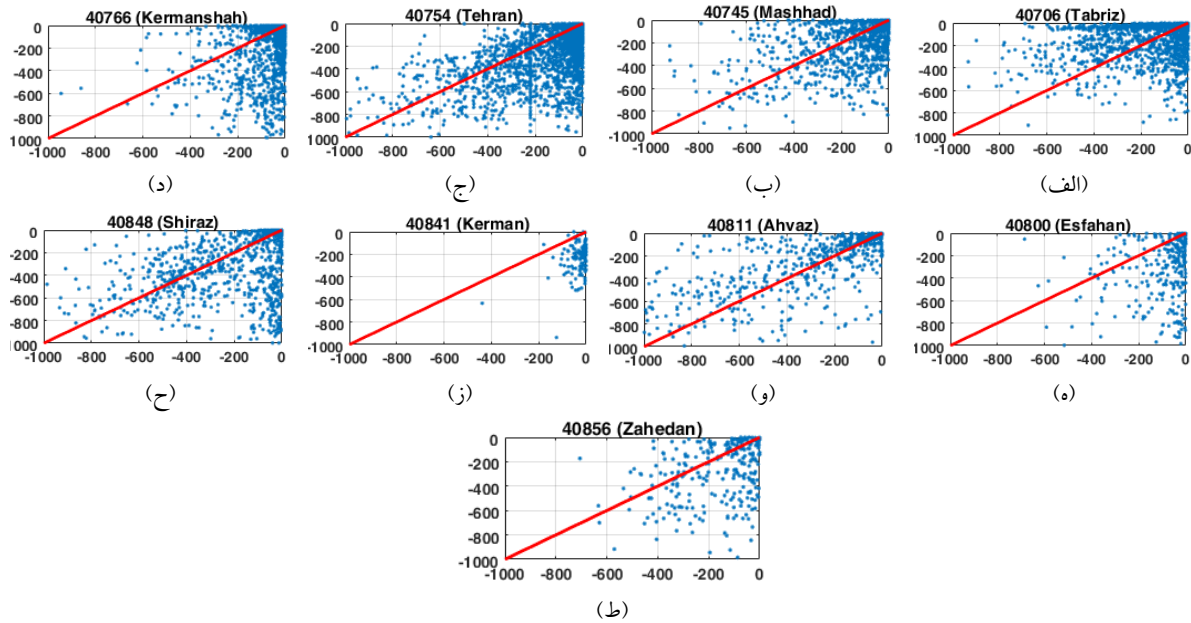 40766 (Kermanshah)
0
-200
-400
-600
-800
1000
-1000 -800 -600 -400 -200 0
(د)
40754 (Tehran)
0
-200
-400
-600
-800
1000
-1000 -800 -600 -400 -200 0
(ج)
40745 (Mashhad)
0
-200
-400
-600
-800
-1000
-1000 -800 -600 -400 -200 0
(ب)
40706 (Tabriz)
0
-200
-400
-600
-800
-1000
-1000 -800 -600 -400 -200 0
(الف)
40848 (Shiraz)
0
-200
-400
-600
-800
1000
-1000 -800 -600 -400 -200 0
(ح)
40841 (Kerman)
0
-200
-400
-600
-800
-1000
-1000 -800 -600 -400 -200 0
(ز)
40811 (Ahvaz)
0
-200
-400
-600
-800
1000
-1000 -800 -600 -400 -200 0
(و)
40800 (Esfahan)
0
-200
-400
-600
-800
-1000
-1000 -800 -600 -400 -200 0
(ه)
40856 (Zahedan)
0
-200
-400
-600
-800
-1000
-1000 -800 -600 -400 -200 0
(ط)